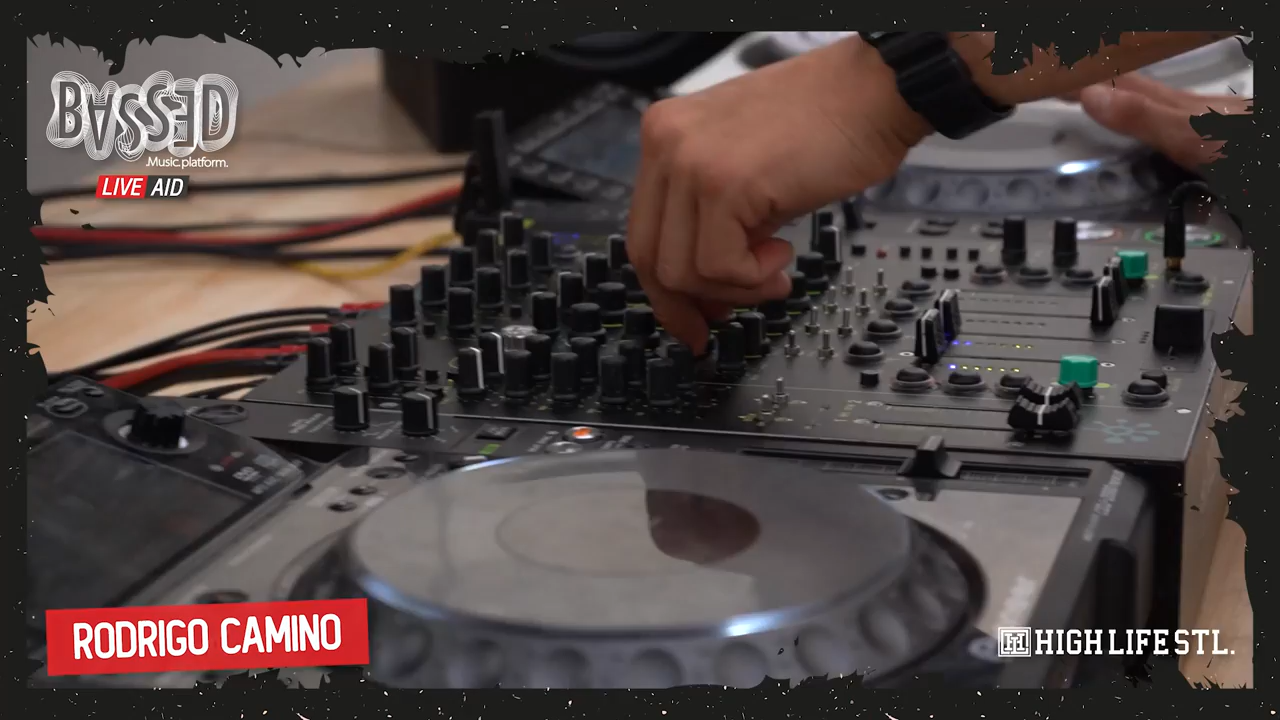 BASSED
.Music.platform.
LIVE AID
RODRIGO CAMINO
HIGH LIFE STL.